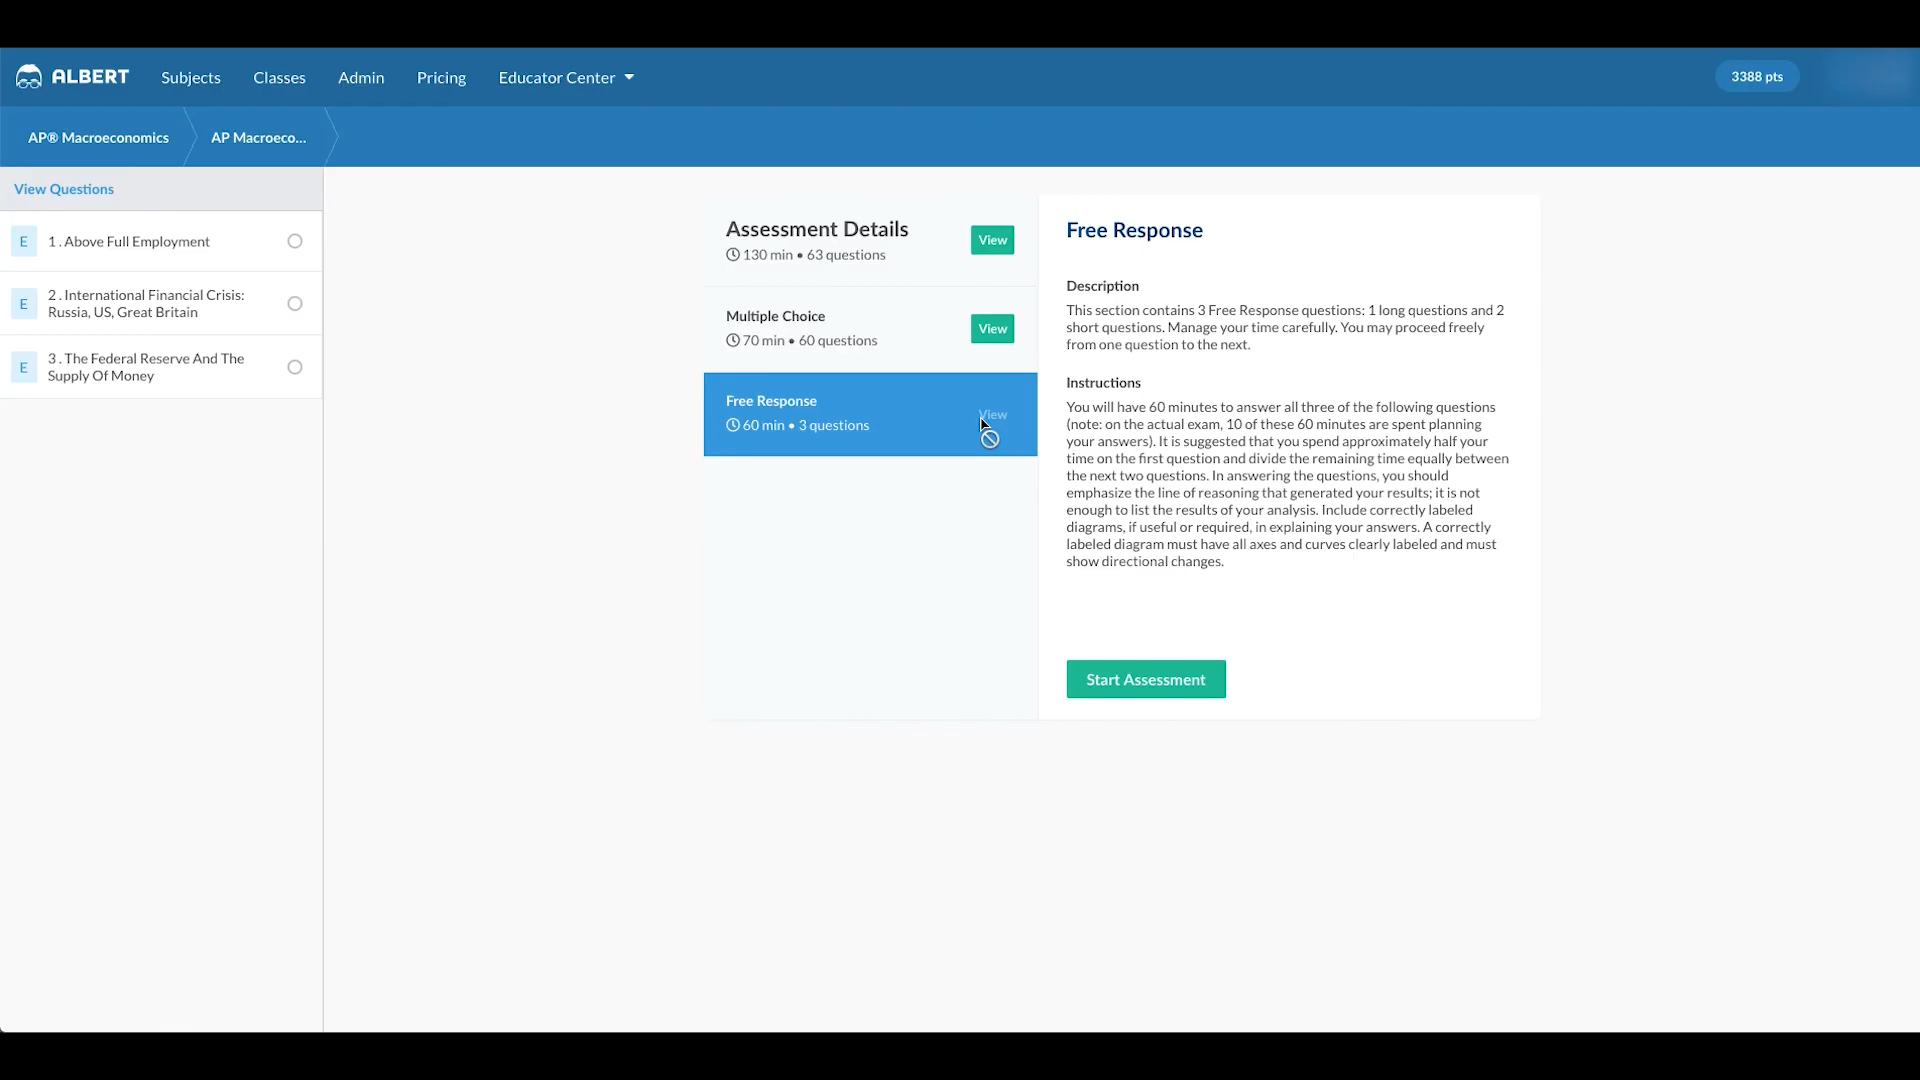 ALBERT
Subjects
Classes
Admin
Pricing
Educator Center
3388 pts
AP® Macroeconomics
AP Macroeco...
View Questions
E
1 . Above Full Employment
E
2 . International Financial Crisis:
Russia, US, Great Britain
E
3 . The Federal Reserve And The
Supply Of Money
Assessment Details
130 min • 63 questions
View
Multiple Choice
70 min • 60 questions
View
Free Response
60 min • 3 questions
View
Free Response
Description
This section contains 3 Free Response questions: 1 long questions and 2
short questions. Manage your time carefully. You may proceed freely
from one question to the next.
Instructions
You will have 60 minutes to answer all three of the following questions
(note: on the actual exam, 10 of these 60 minutes are spent planning
your answers). It is suggested that you spend approximately half your
time on the first question and divide the remaining time equally between
the next two questions. In answering the questions, you should
emphasize the line of reasoning that generated your results; it is not
enough to list the results of your analysis. Include correctly labeled
diagrams, if useful or required, in explaining your answers. A correctly
labeled diagram must have all axes and curves clearly labeled and must
show directional changes.
Start Assessment